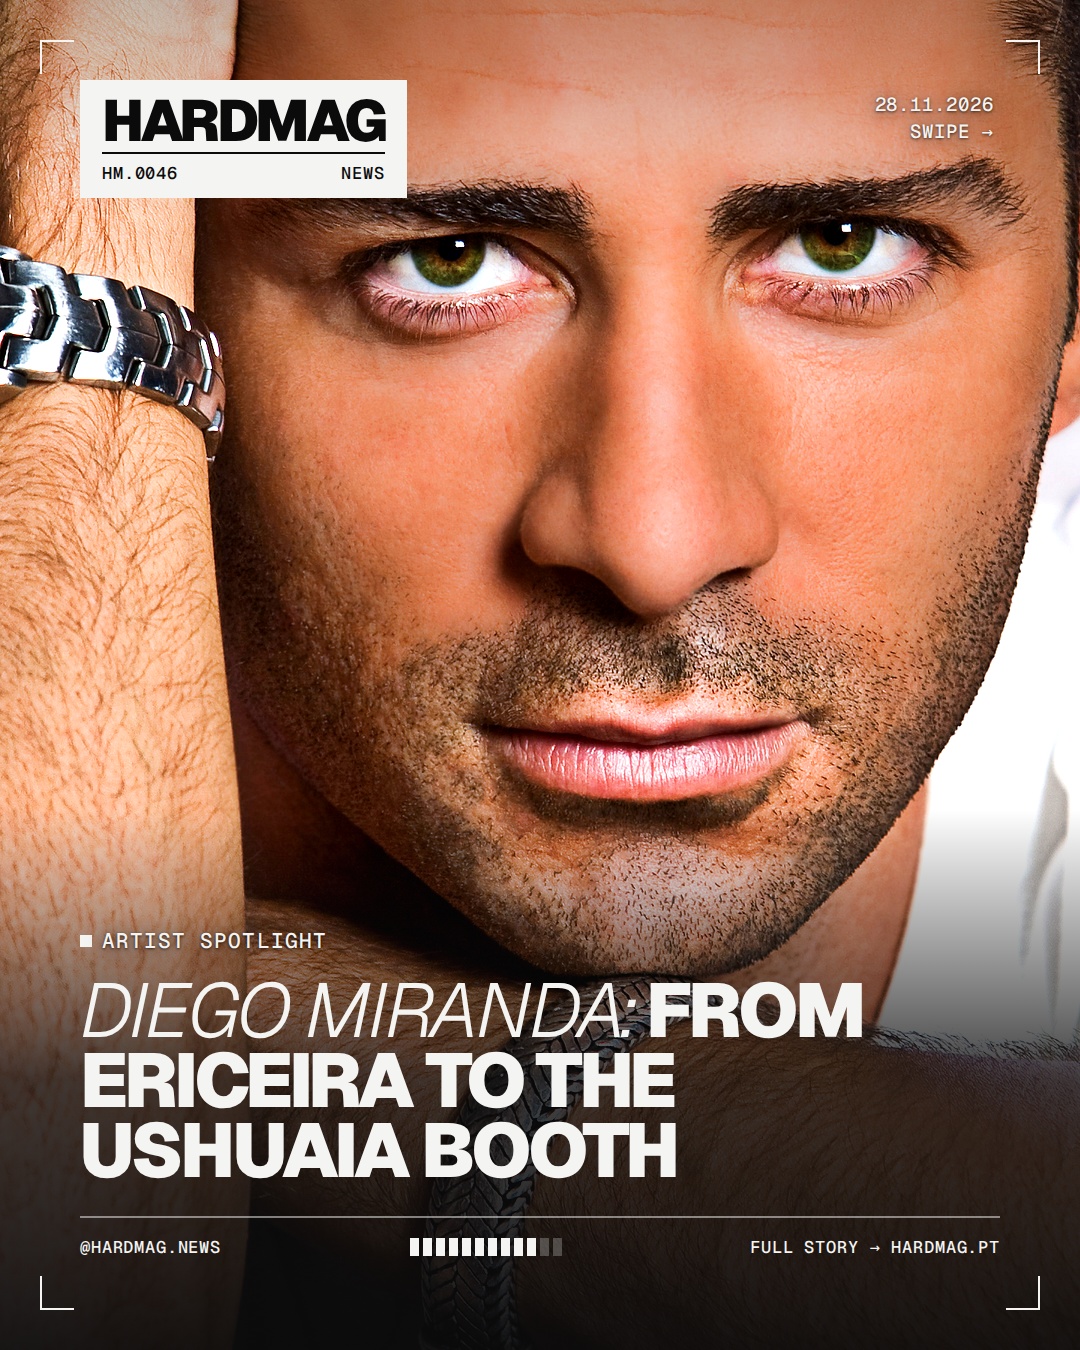 HARDMAG
HM.0046 NEWS
28.11.2026
SWIPE →
ARTIST SPOTLIGHT
DIEGO MIRANDA: FROM
ERICEIRA TO THE
USHUAIA BOOTH
@HARDMAG.NEWS
FULL STORY → HARDMAG.PT